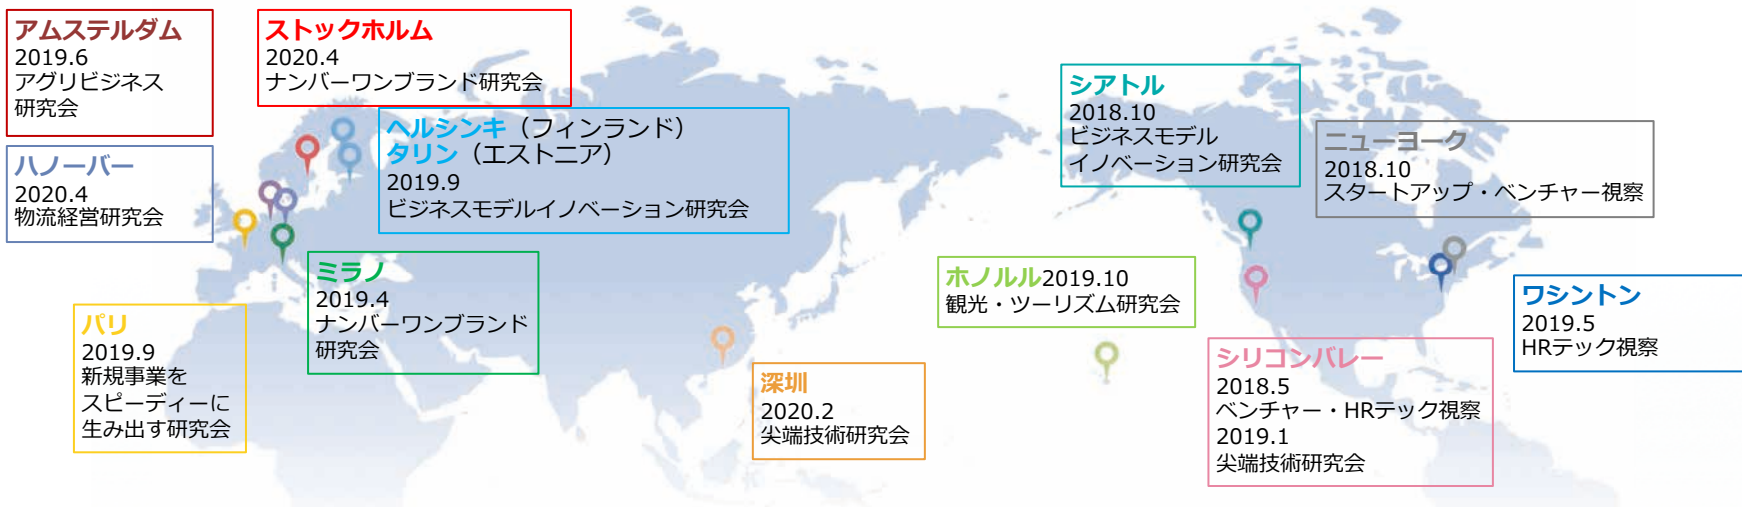 アムステルダム
2019.6
アグリビジネス
研究会
ストックホルム
2020.4
ナンバーワンブランド研究会
ヘルシンキ（フィンランド）
タリン（エストニア）
2019.9
ビジネスモデルイノベーション研究会
ハノーバー
2020.4
物流経営研究会
ミラノ
2019.4
ナンバーワンブランド
研究会
パリ
2019.9
新規事業を
スピーディーに
生み出す研究会
深圳
2020.2
尖端技術研究会
シアトル
2018.10
ビジネスモデル
イノベーション研究会
ニューヨーク
2018.10
スタートアップ・ベンチャー視察
ホノルル2019.10
観光・ツーリズム研究会
ワシントン
2019.5
HRテック視察
シリコンバレー
2018.5
ベンチャー・HRテック視察
2019.1
尖端技術研究会